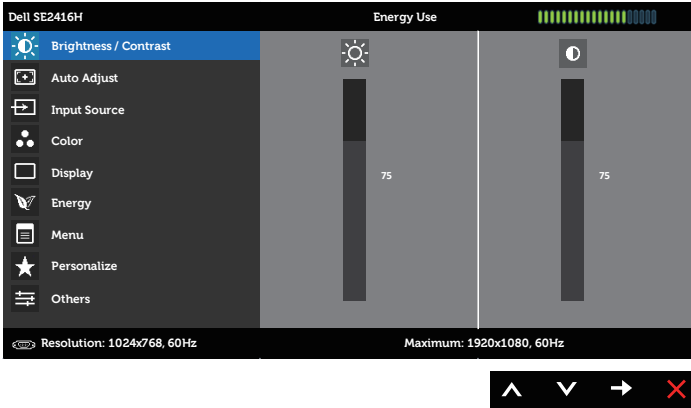 Dell SE2416H Energy Use
Brightness / Contrast
Auto Adjust
Input Source
Color
Display
75 75
Energy
Menu
Personalize
Others
Resolution: 1024x768, 60Hz Maximum: 1920x1080, 60Hz